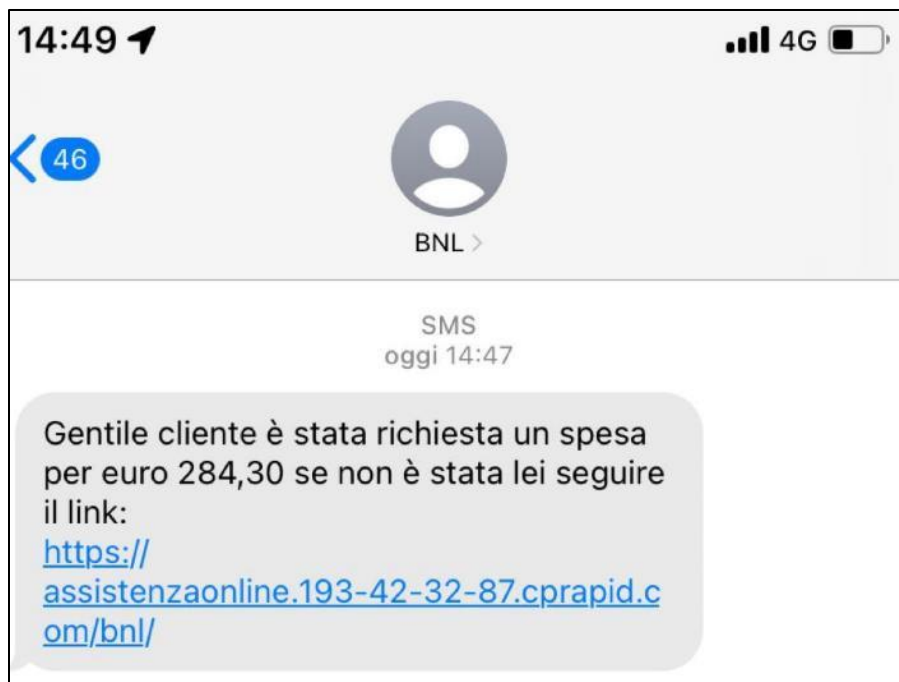 14:49
4G
46
BNL
SMS
oggi 14:47
Gentile cliente è stata richiesta un spesa
per euro 284,30 se non è stata lei seguire
il link:
https://
assistenzaonline.193-42-32-87.cprapid.c
om/bnl/